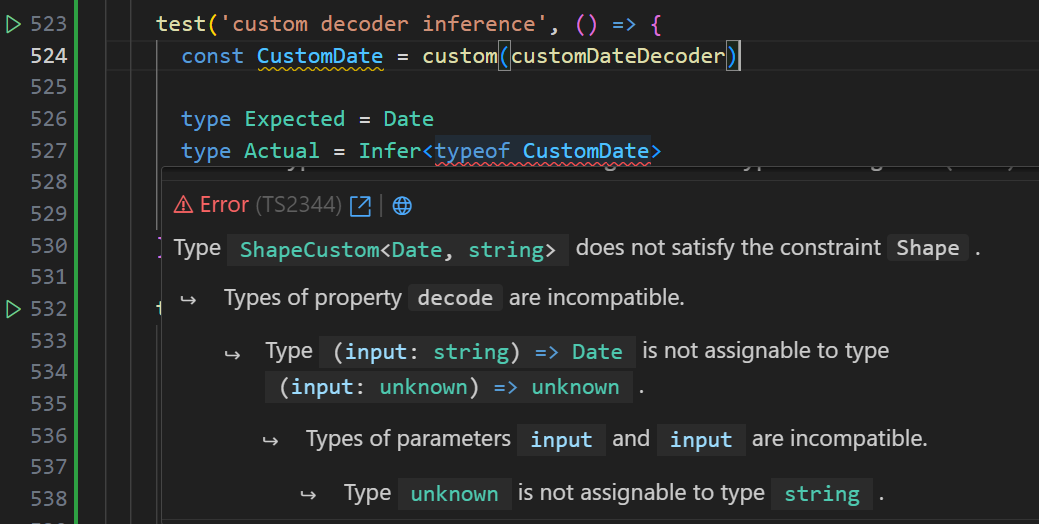 523 test('custom decoder inference', () => {
524 const CustomDate = custom(customDateDecoder)
525
526 type Expected = Date
527 type Actual = Infer<typeof CustomDate>
528
529 Error (TS2344) |
Type ShapeCustom<Date, string> does not satisfy the constraint Shape .
530
531
↪ Types of property decode are incompatible.
532
533
↪ Type (input: string) => Date is not assignable to type
534
(input: unknown) => unknown .
535
536
↪ Types of parameters input and input are incompatible.
537
538
↪ Type unknown is not assignable to type string .